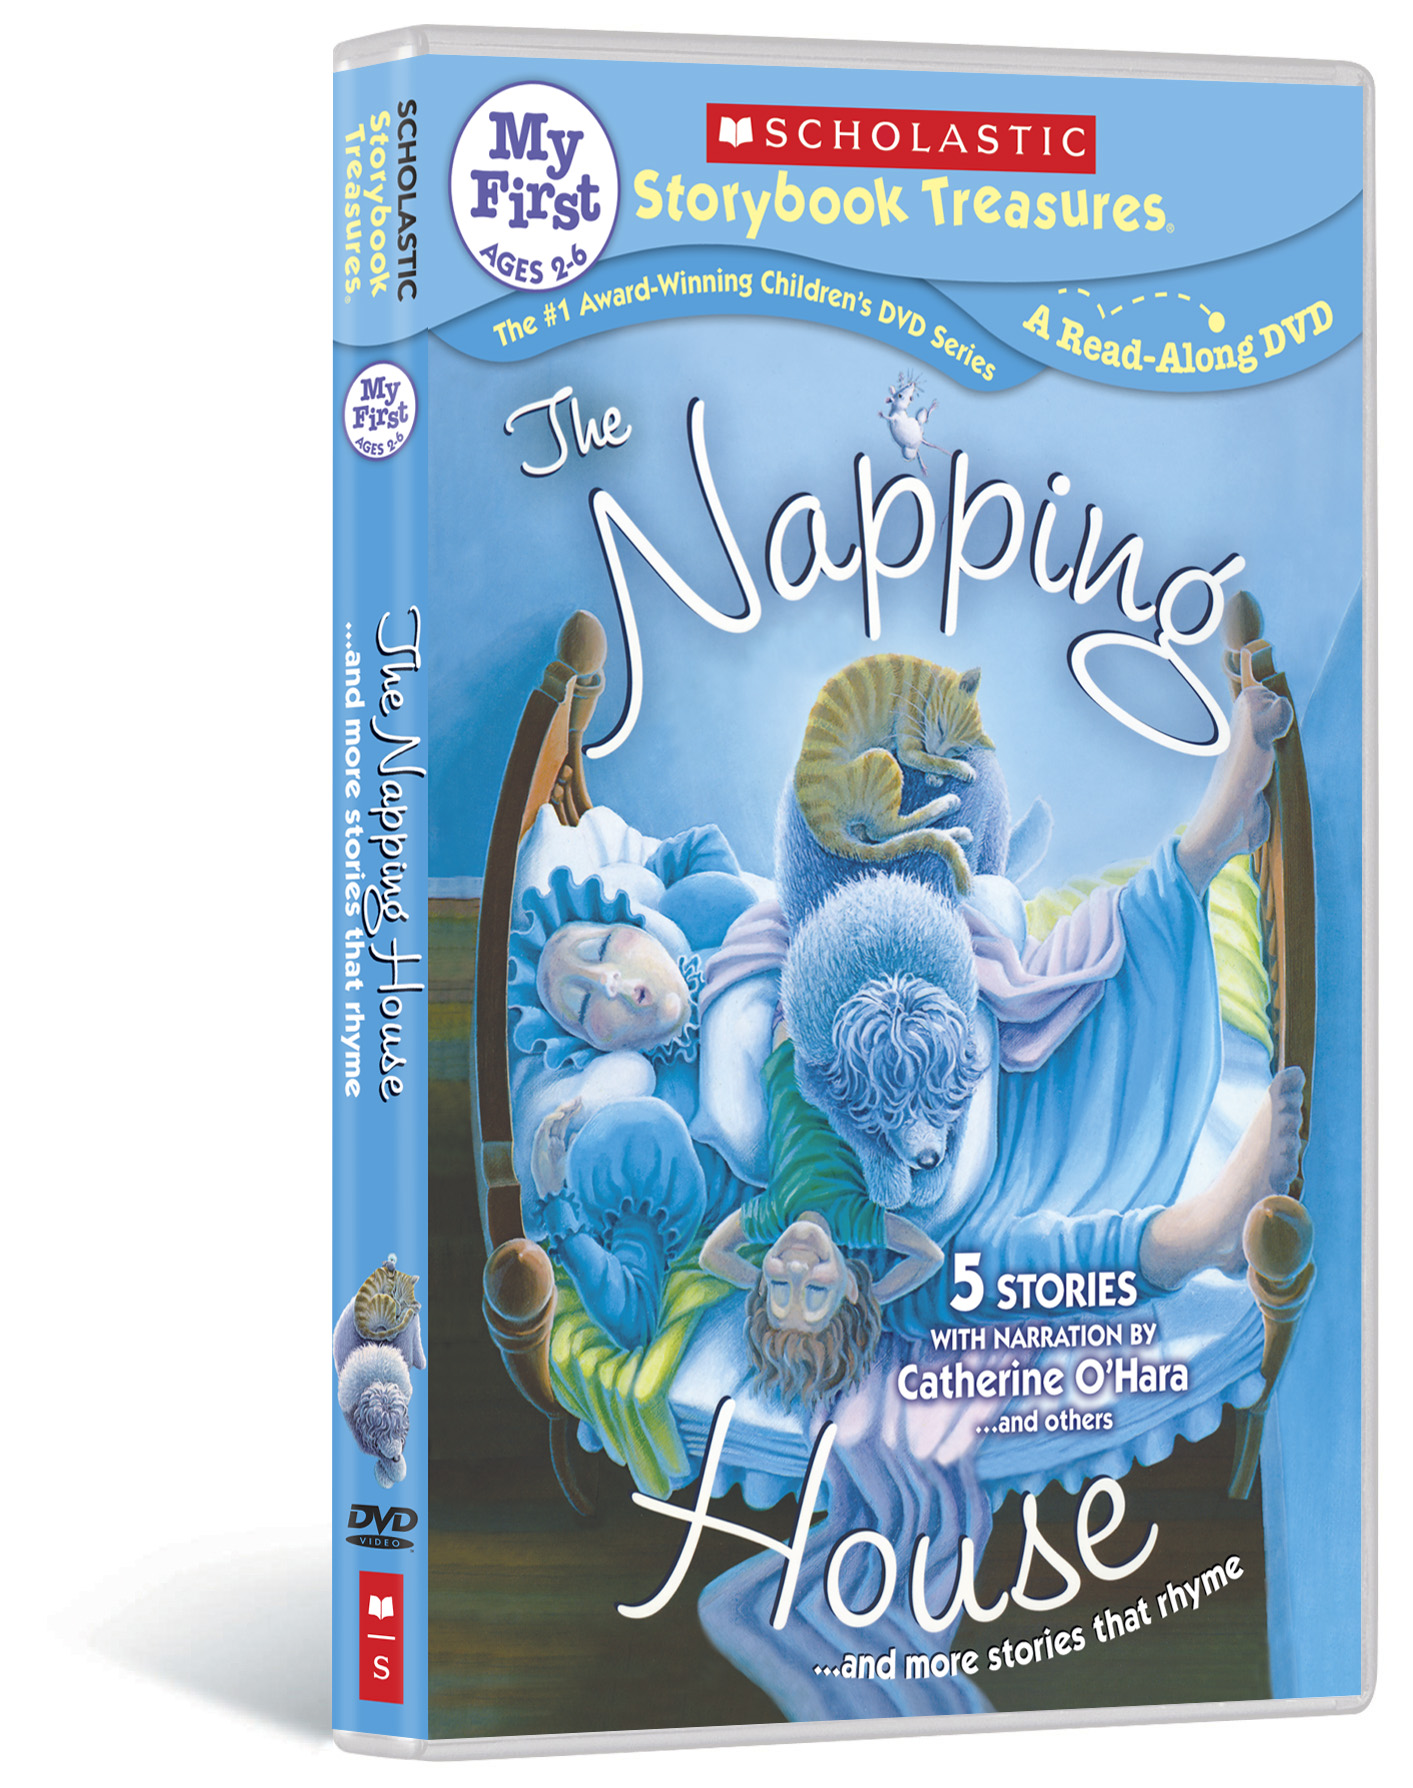 SCHOLASTIC
Storybook
Treasures®
My
First
AGES 2-6
The Napping House
...and more stories that rhyme
DVD
VIDEO
S
My
First
AGES 2-6
SCHOLASTIC
Storybook Treasures®
The #1 Award-Winning Children's DVD Series
A Read-Along DVD
The
Napping
5 STORIES
WITH NARRATION BY
Catherine O'Hara
...and others
House
...and more stories that rhyme